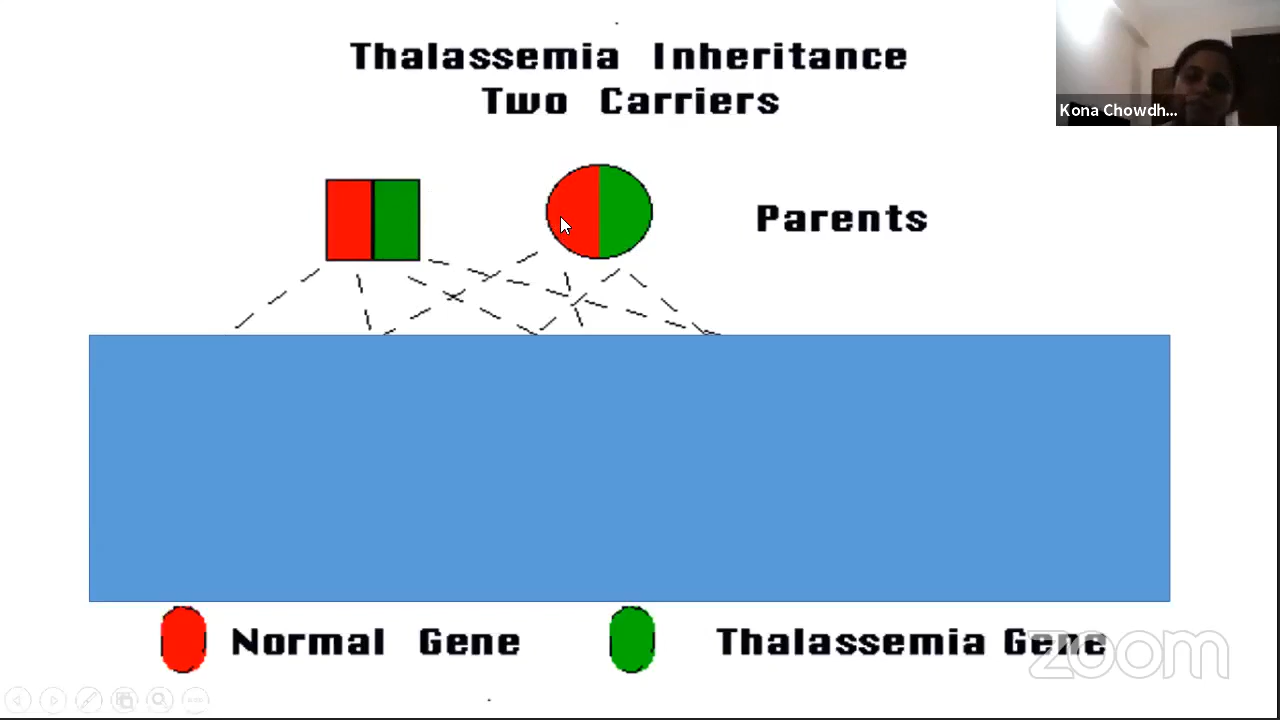 Thalassemia Inheritance
Two Carriers
Kona Chowdh...
Parents
Normal Gene
Thalassemia Gene
zoom